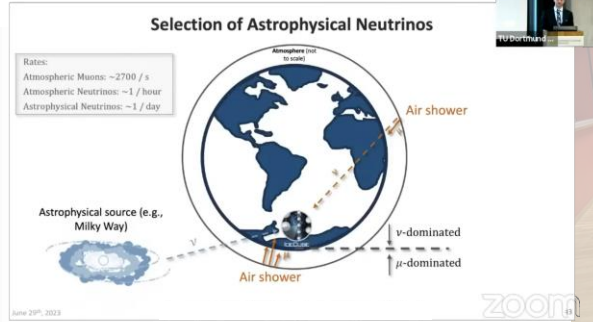 Selection of Astrophysical Neutrinos
TU Dortmund ...
Rates:
Atmospheric Muons: ~2700 / s
Atmospheric Neutrinos: ~1 / hour
Astrophysical Neutrinos: ~1 / day
Atmosphere (not
to scale)
Air shower
ν
ν
Astrophysical source (e.g.,
Milky Way)
ν
ICECUBE
μ
ν-dominated
μ-dominated
Air shower
June 29th, 2023
zoom